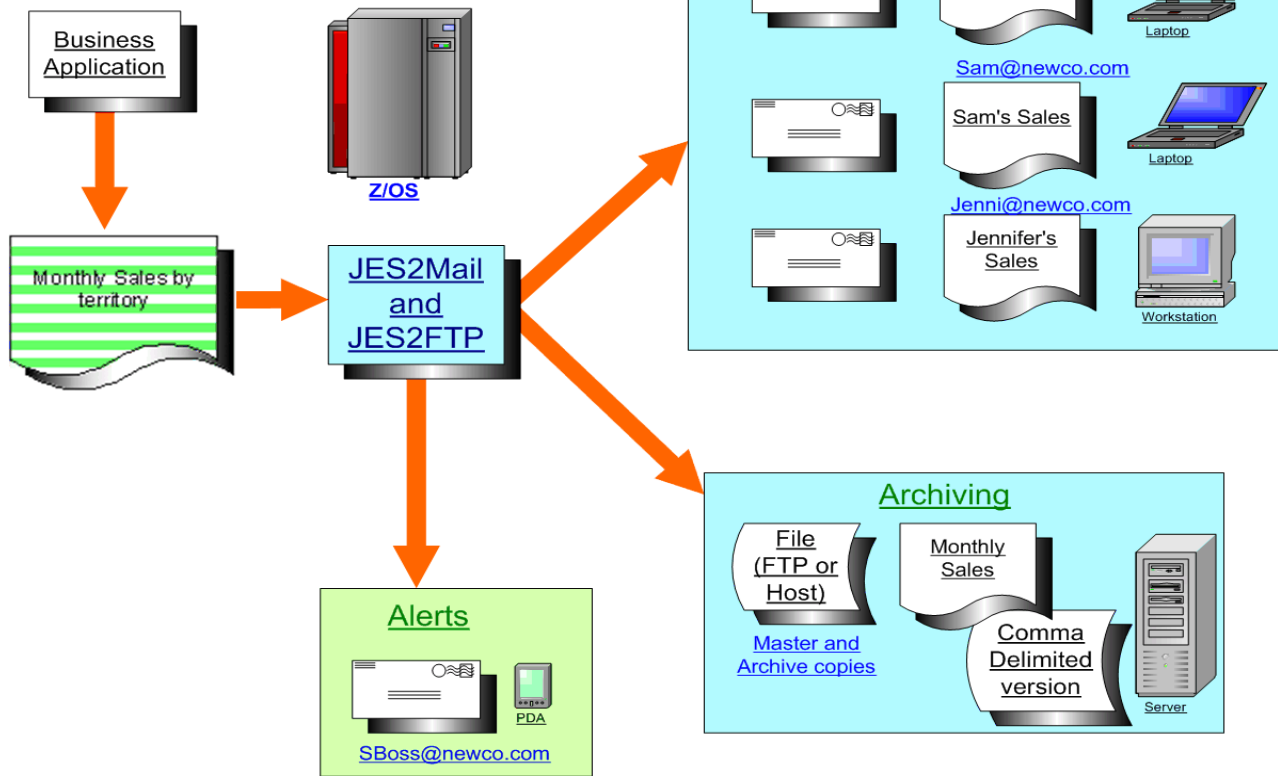 Business
Application
Z/OS
Monthly Sales by
territory
JES2Mail
and
JES2FTP
Laptop
Sam@newco.com
Sam's Sales
Laptop
Jenni@newco.com
Jennifer's
Sales
Workstation
Alerts
PDA
SBoss@newco.com
Archiving
File
(FTP or
Host)
Master and
Archive copies
Monthly
Sales
Comma
Delimited
version
Server